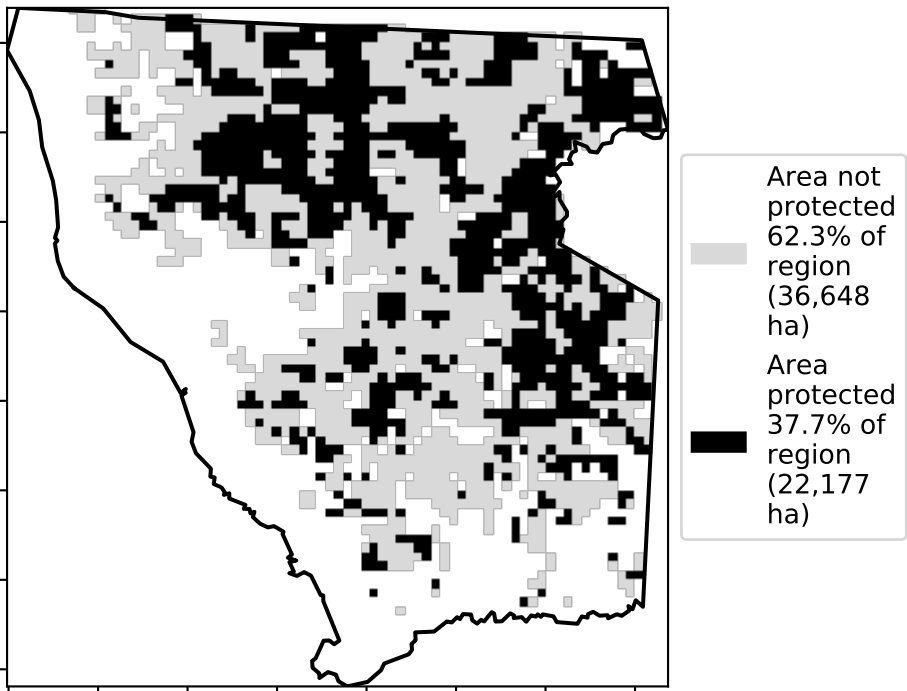 Area not
protected
62.3% of
region
(36,648
ha)
Area
protected
37.7% of
region
(22,177
ha)